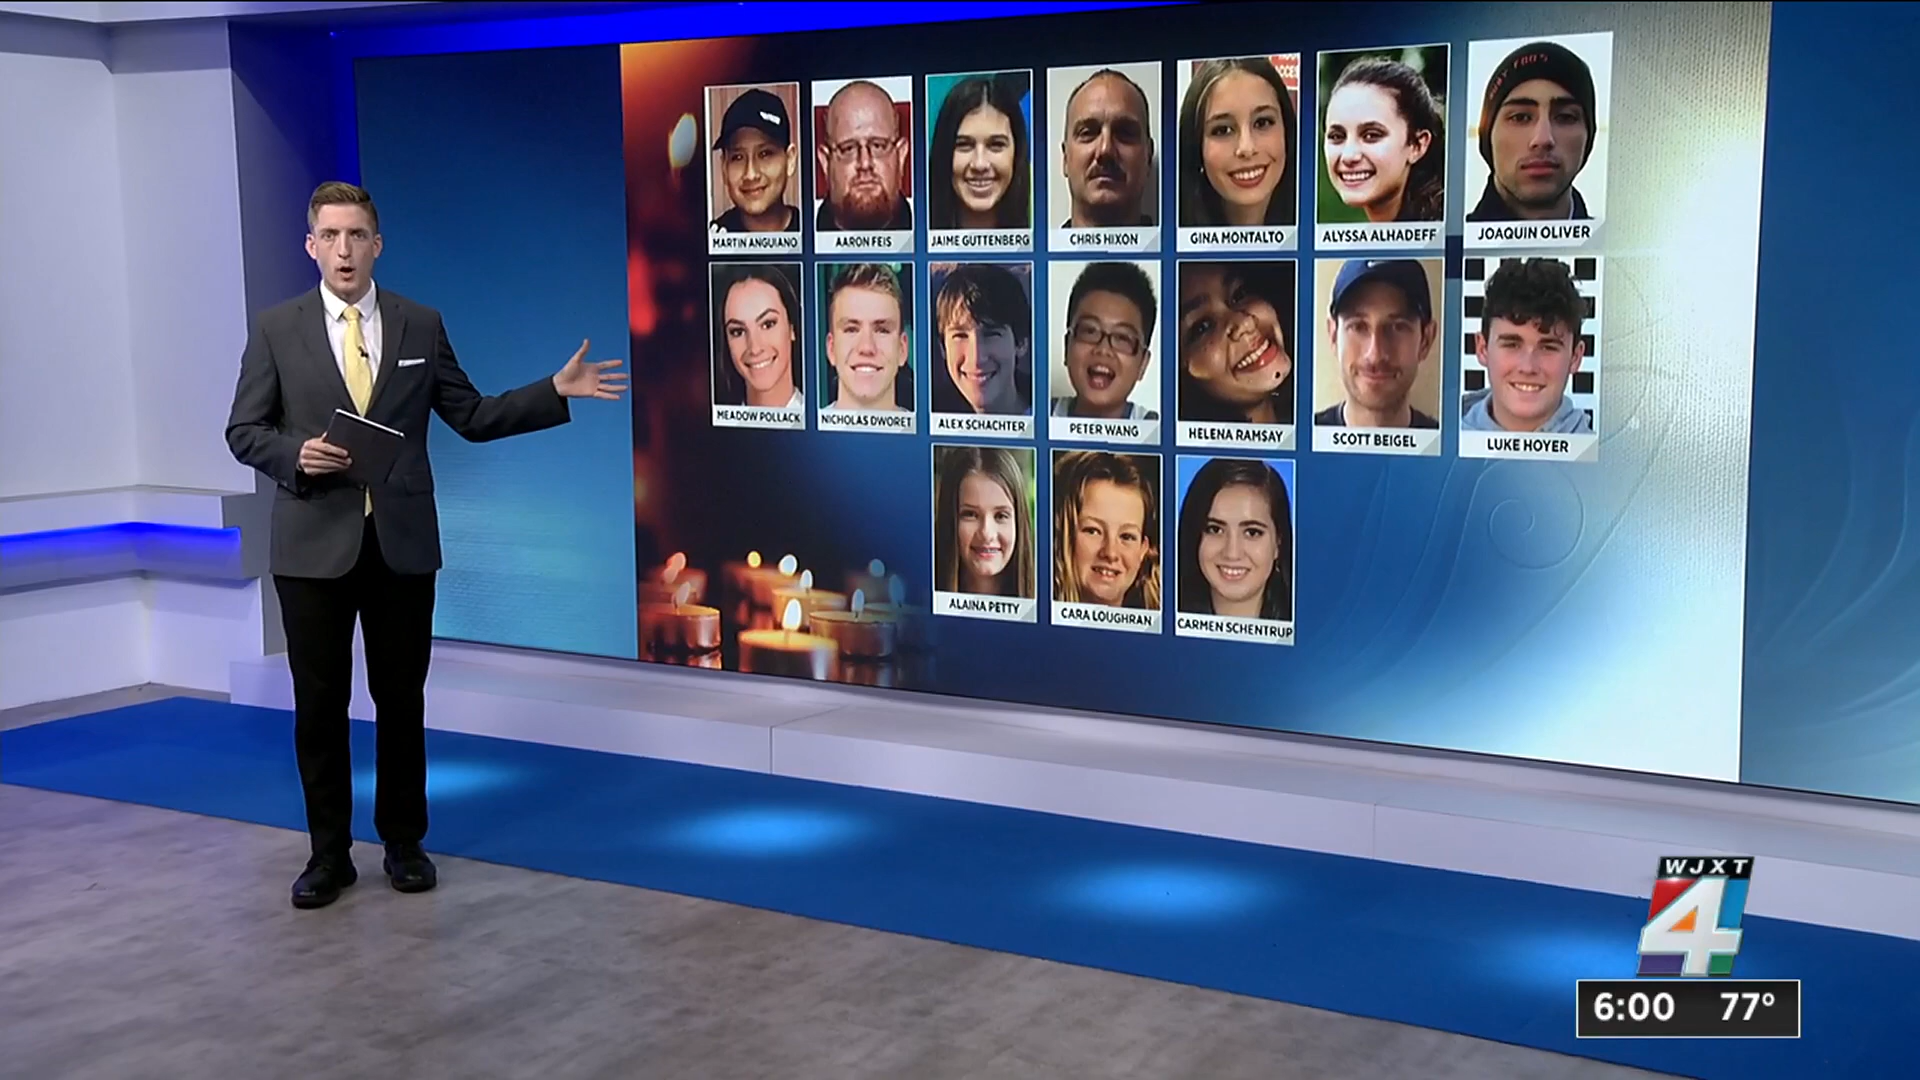 MARTIN ANGUIANO
AARON FEIS
JAIME GUTTENBERG
CHRIS HIXON
GINA MONTALTO
ALYSSA ALHADEFF
JOAQUIN OLIVER
MEADOW POLLACK
NICHOLAS DWORET
ALEX SCHACHTER
PETER WANG
HELENA RAMSAY
SCOTT BEIGEL
LUKE HOYER
ALAINA PETTY
CARA LOUGHRAN
CARMEN SCHENTRUP
WJXT
4
6:00 77°